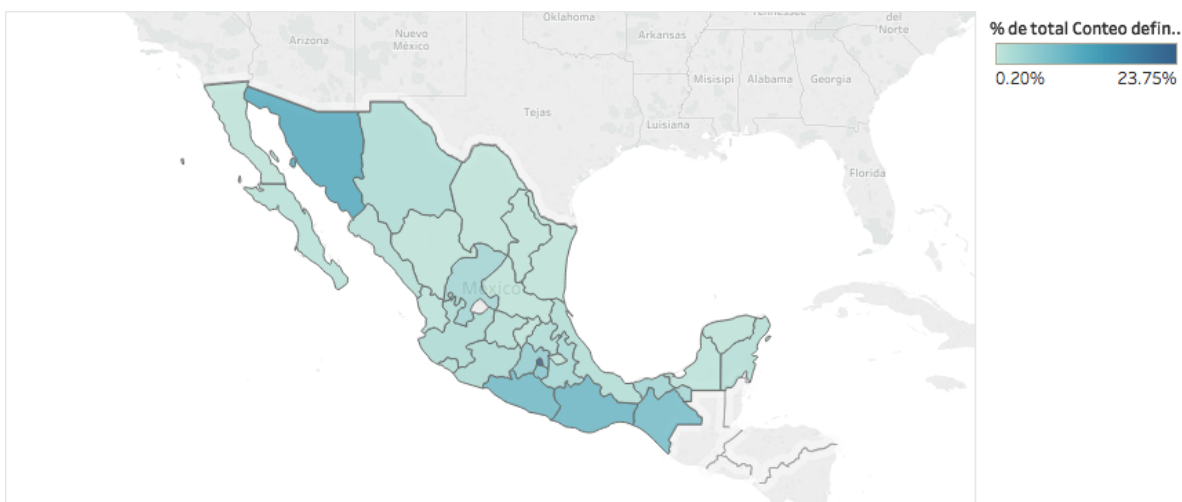 % de total Conteo defin..
0.20% 23.75%
Oklahoma
Tennessee
del
Norte
Arizona
Nuevo
México
Arkansas
Misisipi
Alabama
Georgia
Tejas
Luisiana
Florida
México